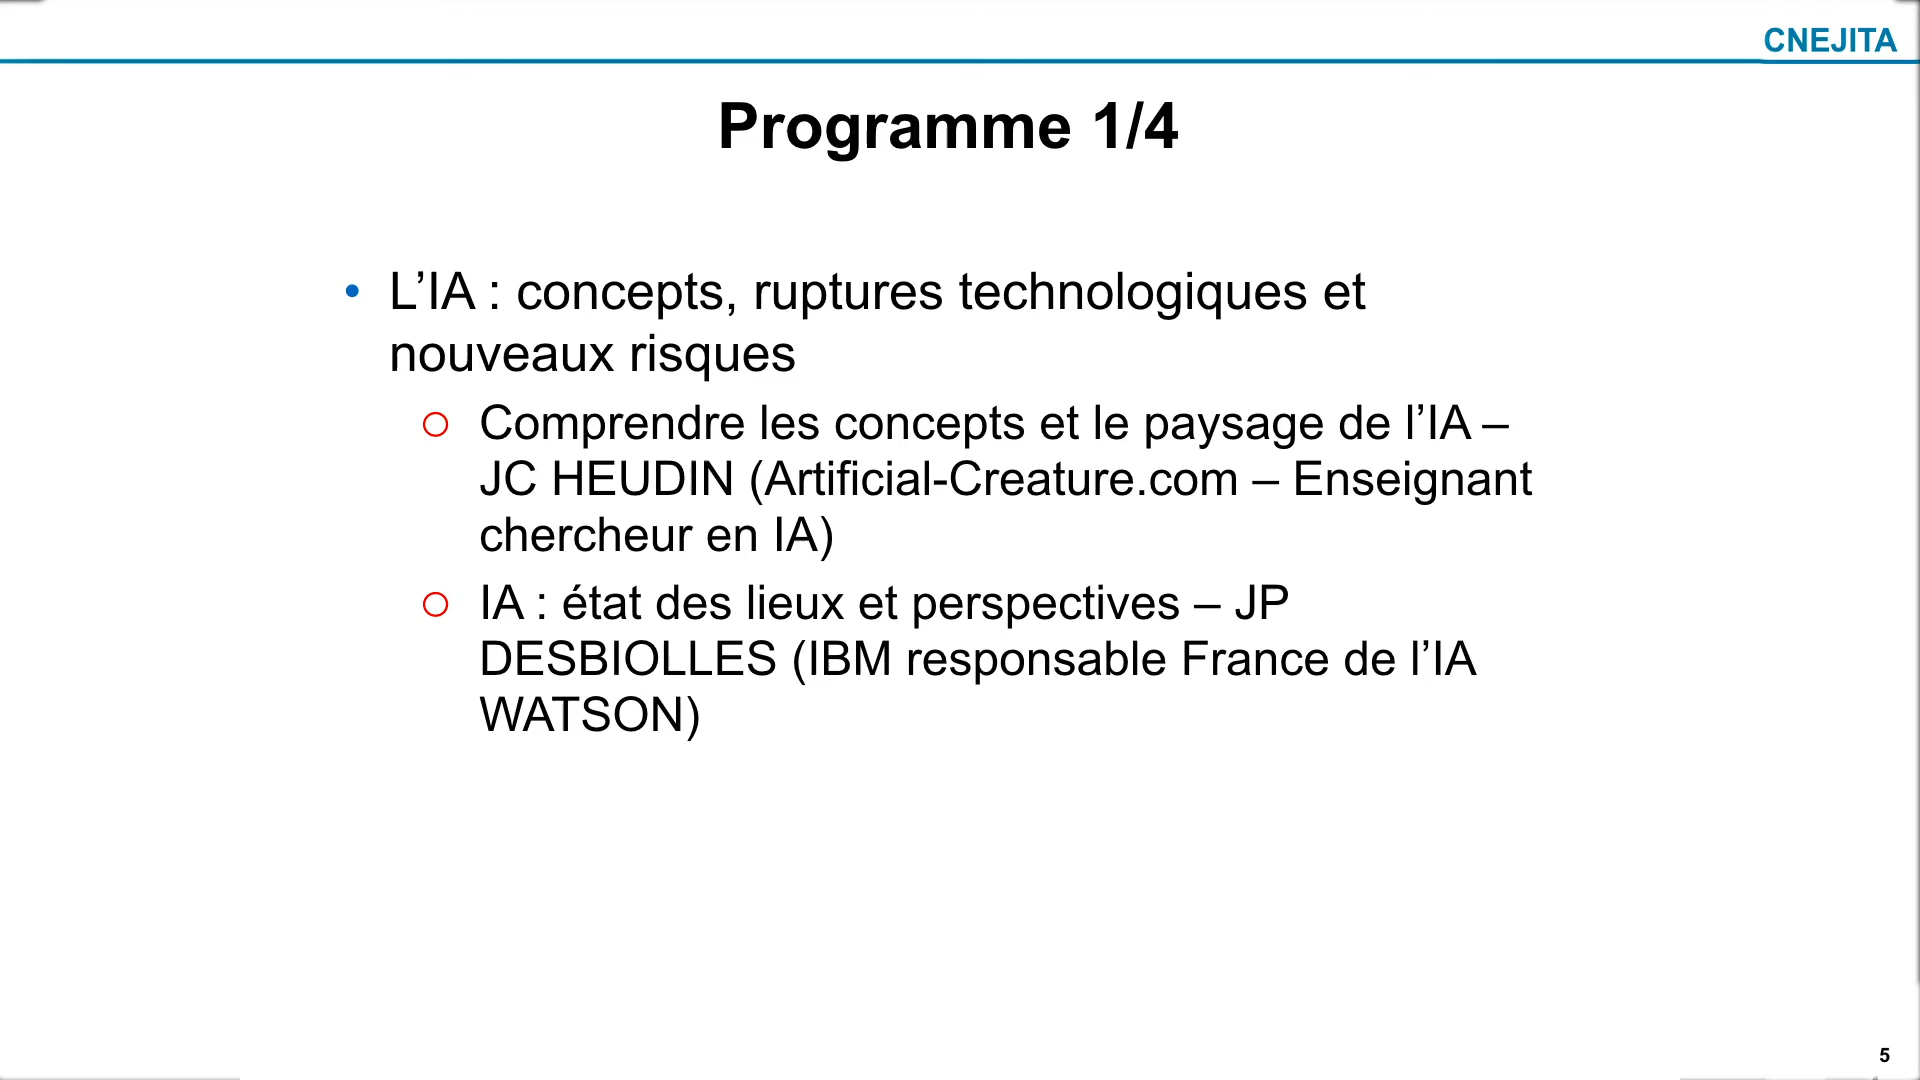 CNEJITA
Programme 1/4
• L’IA : concepts, ruptures technologiques et
nouveaux risques
○ Comprendre les concepts et le paysage de l’IA –
JC HEUDIN (Artificial-Creature.com – Enseignant
chercheur en IA)
○ IA : état des lieux et perspectives – JP
DESBIOLLES (IBM responsable France de l’IA
WATSON)
5